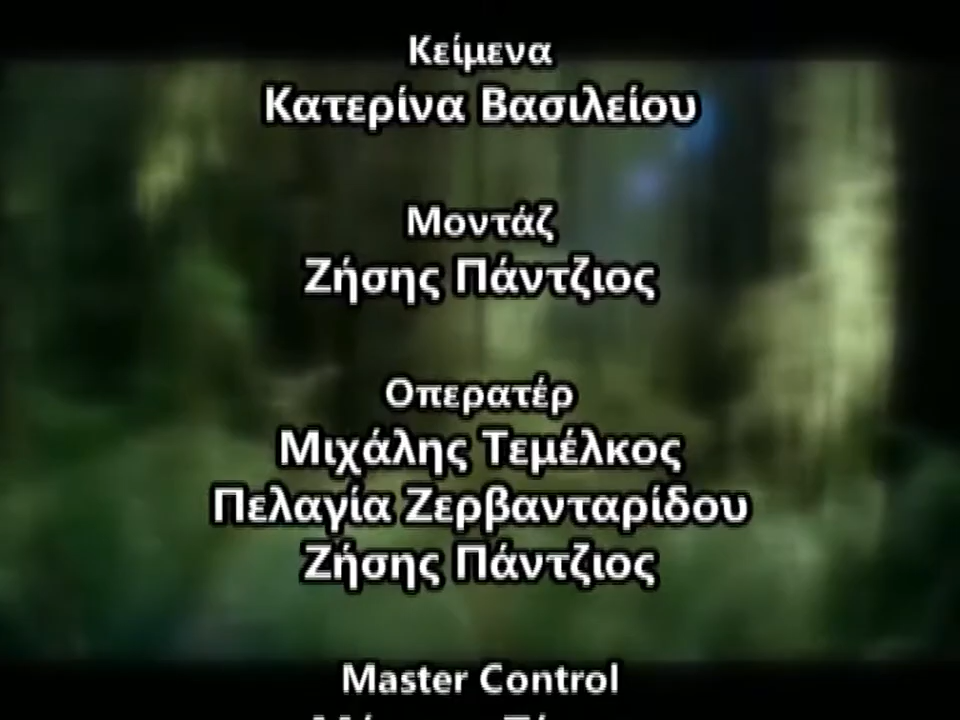 Κείμενα
Κατερίνα Βασιλείου
Μοντάζ
Ζήσης Πάντζιος
Οπερατέρ
Μιχάλης Τεμέλκος
Πελαγία Ζερβανταρίδου
Ζήσης Πάντζιος
Master Control